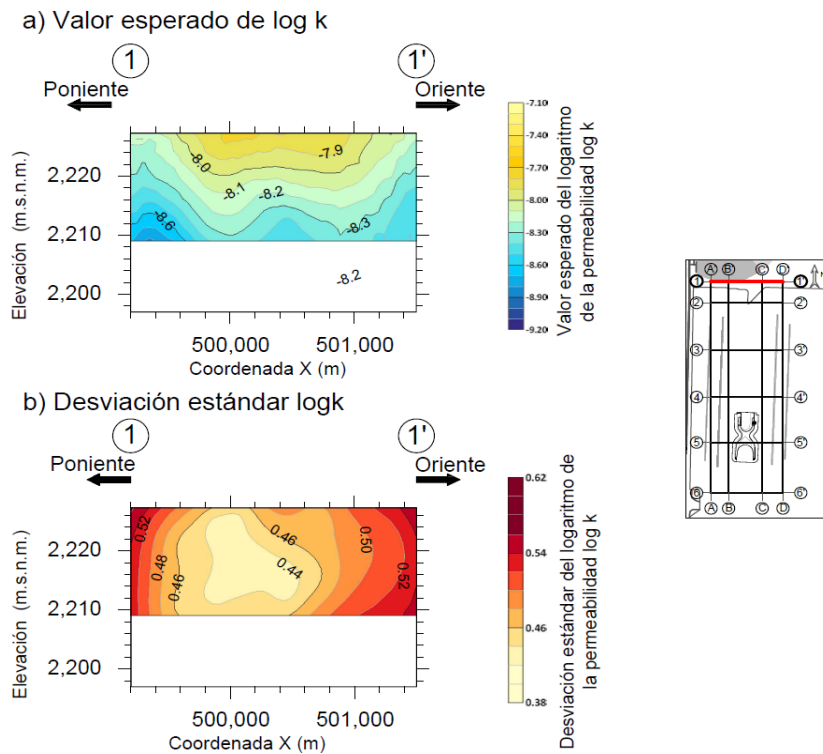 a) Valor esperado de log k
1
1'
Poniente
Oriente
Elevación (m.s.n.m.)
2,220
2,210
2,200
-8.0
-7.9
-8.1
-8.2
-8.6
-8.3
-8.2
500,000
501,000
Coordenada X (m)
-7.10
-7.40
-7.70
-8.00
-8.30
-8.60
-8.90
-9.20
Valor esperado del logaritmo
de la permeabilidad log k
b) Desviación estándar logk
1
1'
Poniente
Oriente
Elevación (m.s.n.m.)
2,220
2,210
2,200
0.52
0.48
0.46
0.46
0.44
0.50
0.52
500,000
501,000
Coordenada X (m)
0.62
0.54
0.46
0.38
Desviación estándar del logaritmo de
la permeabilidad log k
A B C D
1 1'
2 2'
3 3'
4 4'
5 5'
6 6'
A B C D